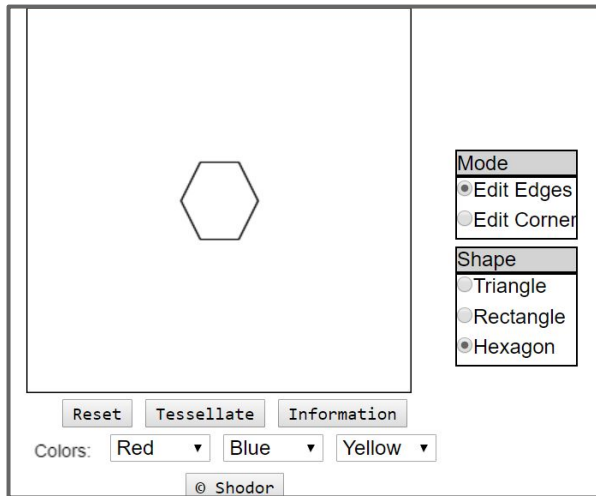 Mode
Edit Edges
Edit Corner
Shape
Triangle
Rectangle
Hexagon
Reset Tessellate Information
Colors: Red Blue Yellow
© Shodor